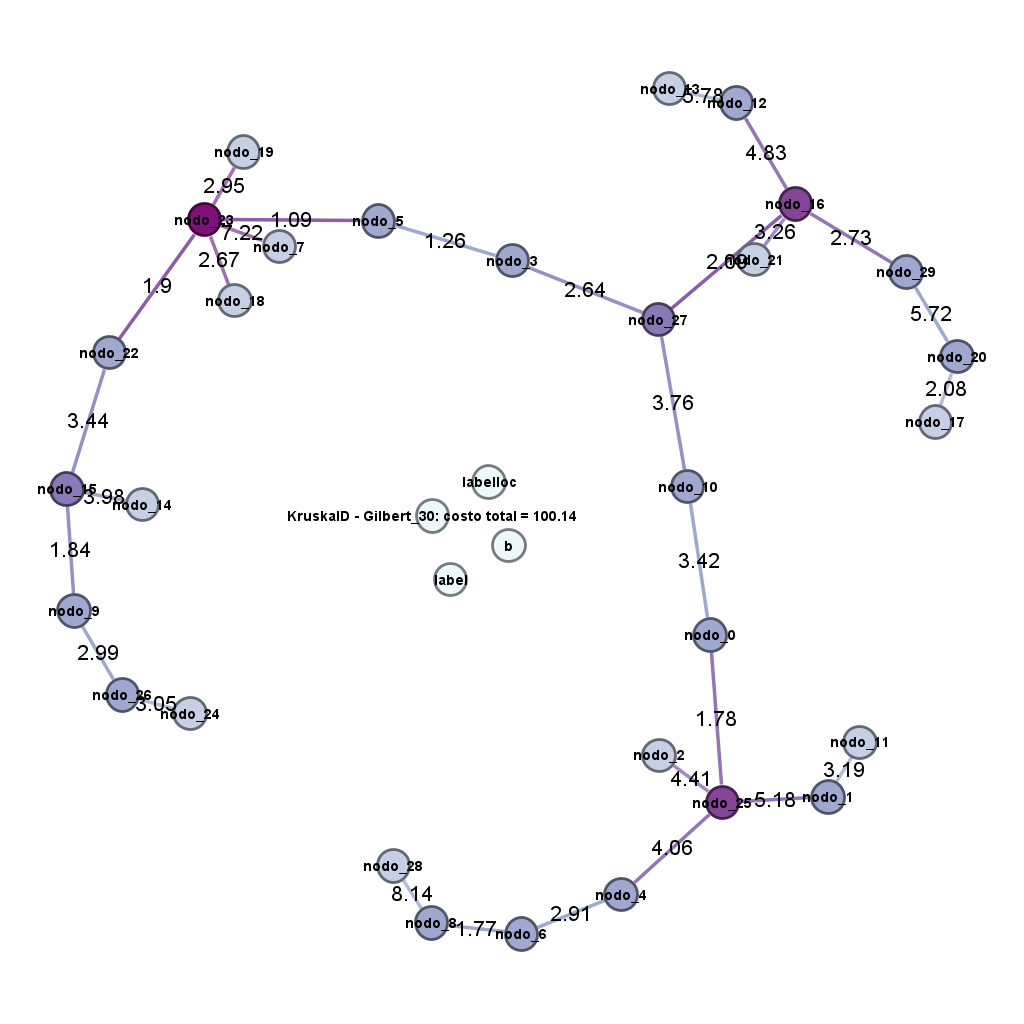 nodo_13
5.78
nodo_12
nodo_19
4.83
2.95
nodo_16
nodo_23
1.09
nodo_5
7.22
3.26
2.73
1.26
nodo_7
2.67
nodo_3
nodo_21
nodo_29
1.9
2.64
nodo_18
5.72
nodo_27
nodo_22
nodo_20
2.08
3.76
3.44
nodo_17
labelloc
nodo_10
nodo_15
3.98
nodo_14
KruskalD - Gilbert_30: costo total = 100.14
b
1.84
3.42
label
nodo_9
nodo_0
2.99
nodo_26
3.05
nodo_24
1.78
nodo_11
nodo_2
3.19
4.41
nodo_1
nodo_25
5.18
4.06
nodo_28
8.14
nodo_4
2.91
nodo_8
1.77
nodo_6